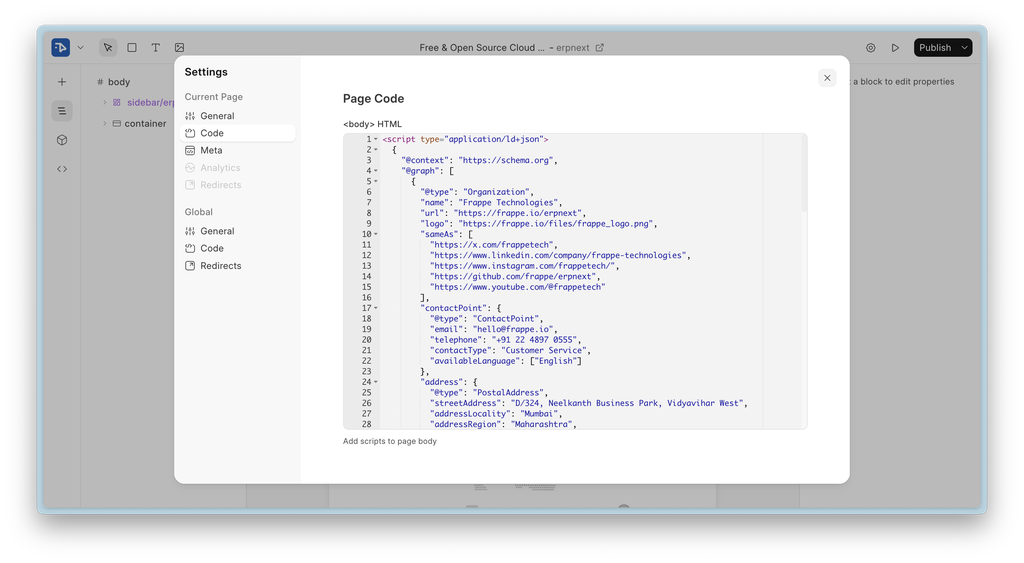 Free & Open Source Cloud ... – erpnext
Publish
# body
sidebar/erp
container
t a block to edit properties
Settings
Current Page
General
Code
Meta
Analytics
Redirects
Global
General
Code
Redirects
Page Code
<body> HTML
1 <script type="application/ld+json">
2 {
3 "@context": "https://schema.org",
4 "@graph": [
5 {
6 "@type": "Organization",
7 "name": "Frappe Technologies",
8 "url": "https://frappe.io/erpnext",
9 "logo": "https://frappe.io/files/frappe_logo.png",
10 "sameAs": [
11 "https://x.com/frappetech",
12 "https://www.linkedin.com/company/frappe-technologies",
13 "https://www.instagram.com/frappetech/",
14 "https://github.com/frappe/erpnext",
15 "https://www.youtube.com/@frappetech"
16 ],
17 "contactPoint": {
18 "@type": "ContactPoint",
19 "email": "hello@frappe.io",
20 "telephone": "+91 22 4897 0555",
21 "contactType": "Customer Service",
22 "availableLanguage": ["English"]
23 },
24 "address": {
25 "@type": "PostalAddress",
26 "streetAddress": "D/324, Neelkanth Business Park, Vidyavihar West",
27 "addressLocality": "Mumbai",
28 "addressRegion": "Maharashtra",
Add scripts to page body